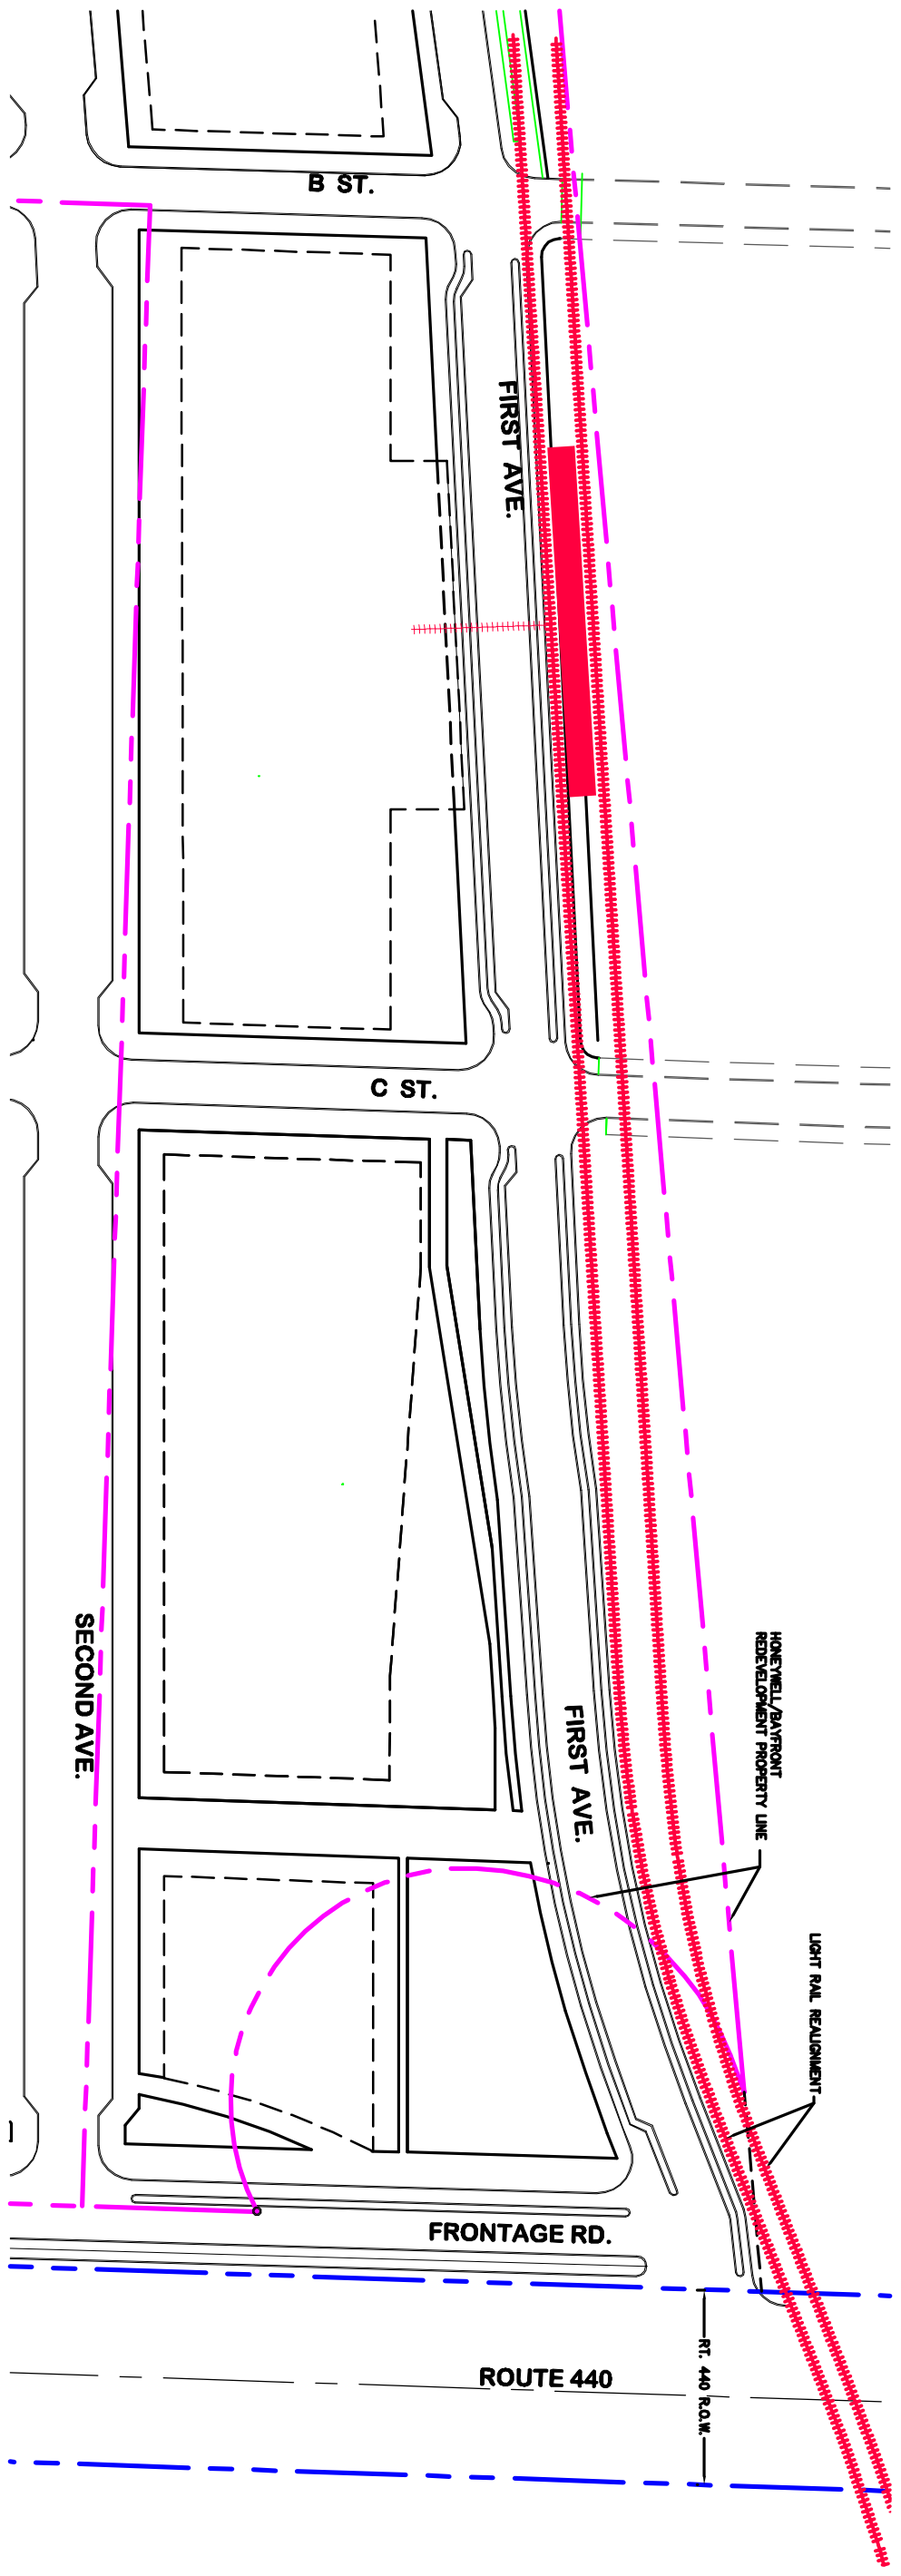 B ST.
FIRST AVE.
C ST.
SECOND AVE.
FIRST AVE.
HONEYWELL/BAYFRONT
REDEVELOPMENT PROPERTY LINE
LIGHT RAIL REALIGNMENT
FRONTAGE RD.
ROUTE 440
RT. 440 R.O.W.